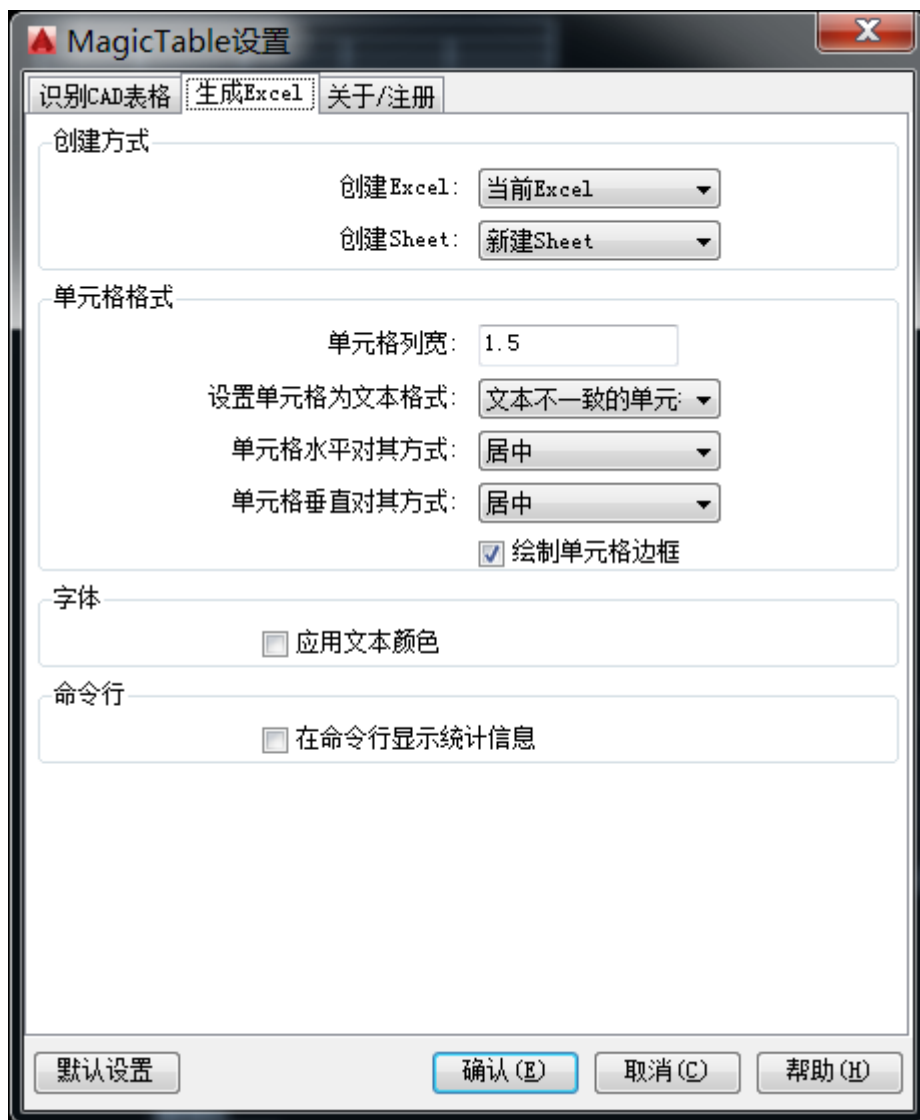 MagicTable设置
识别CAD表格 生成Excel 关于/注册
创建方式
创建Excel: 当前Excel
创建Sheet: 新建Sheet
单元格格式
单元格列宽: 1.5
设置单元格为文本格式: 文本不一致的单元
单元格水平对其方式: 居中
单元格垂直对其方式: 居中
绘制单元格边框
字体
应用文本颜色
命令行
在命令行显示统计信息
默认设置 确认(E) 取消(C) 帮助(H)